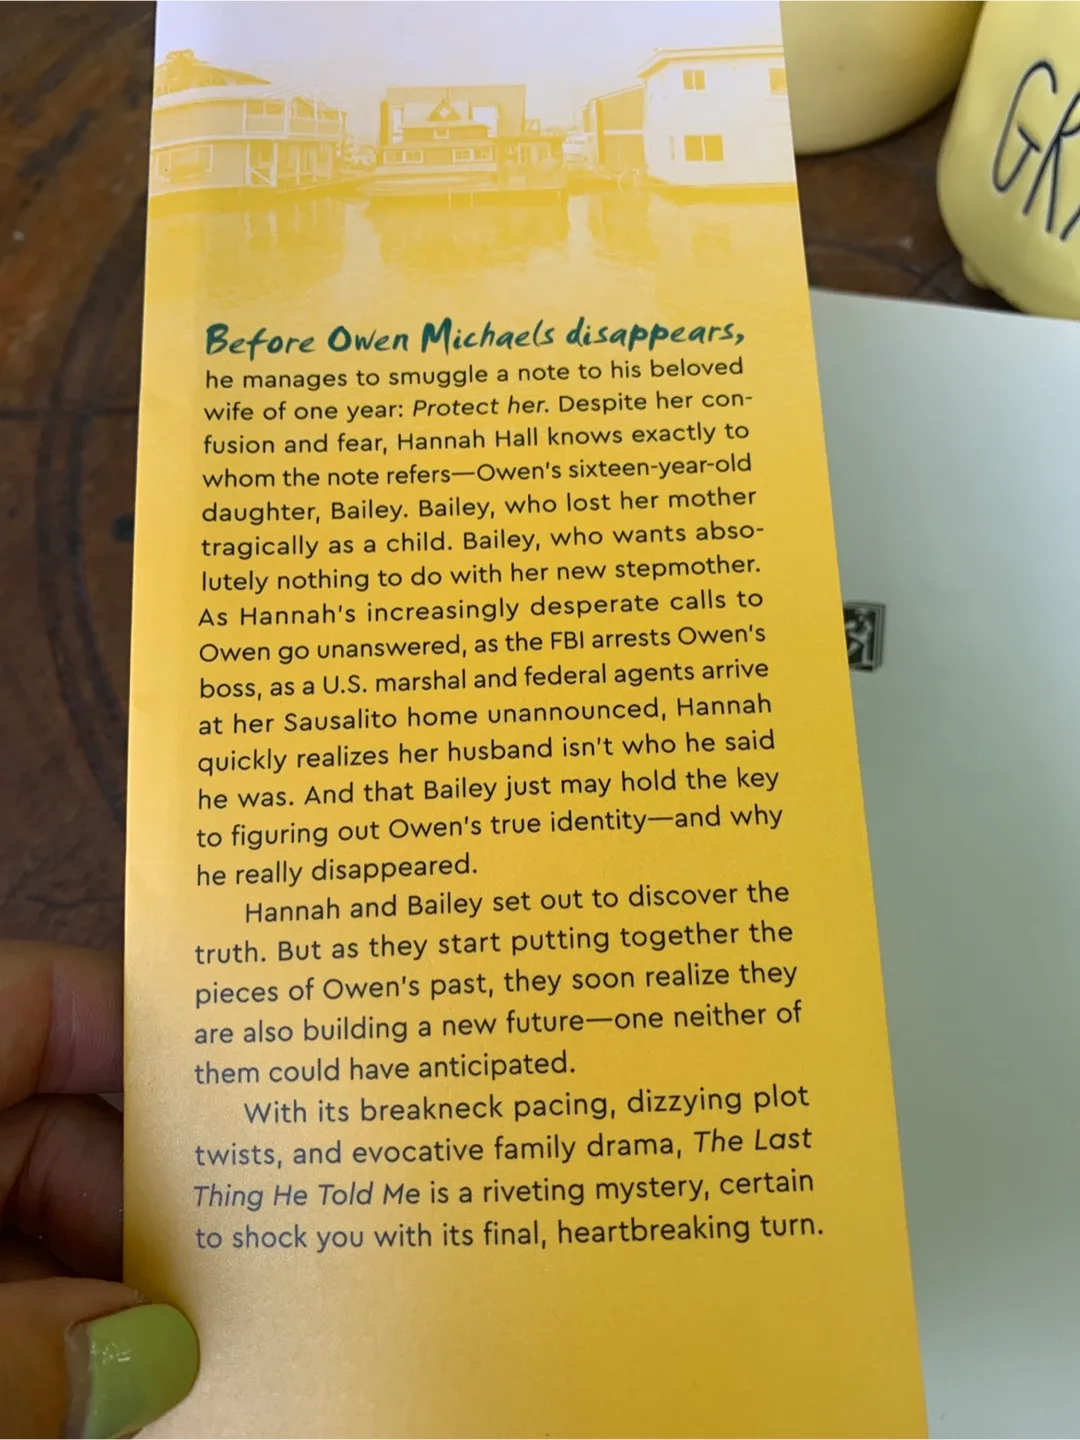 GR
Before Owen Michaels disappears,
he manages to smuggle a note to his beloved
wife of one year: Protect her. Despite her con-
fusion and fear, Hannah Hall knows exactly to
whom the note refers—Owen's sixteen-year-old
daughter, Bailey. Bailey, who lost her mother
tragically as a child. Bailey, who wants abso-
lutely nothing to do with her new stepmother.
As Hannah's increasingly desperate calls to
Owen go unanswered, as the FBI arrests Owen's
boss, as a U.S. marshal and federal agents arrive
at her Sausalito home unannounced, Hannah
quickly realizes her husband isn't who he said
he was. And that Bailey just may hold the key
to figuring out Owen's true identity—and why
he really disappeared.
Hannah and Bailey set out to discover the
truth. But as they start putting together the
pieces of Owen's past, they soon realize they
are also building a new future—one neither of
them could have anticipated.
With its breakneck pacing, dizzying plot
twists, and evocative family drama, The Last
Thing He Told Me is a riveting mystery, certain
to shock you with its final, heartbreaking turn.